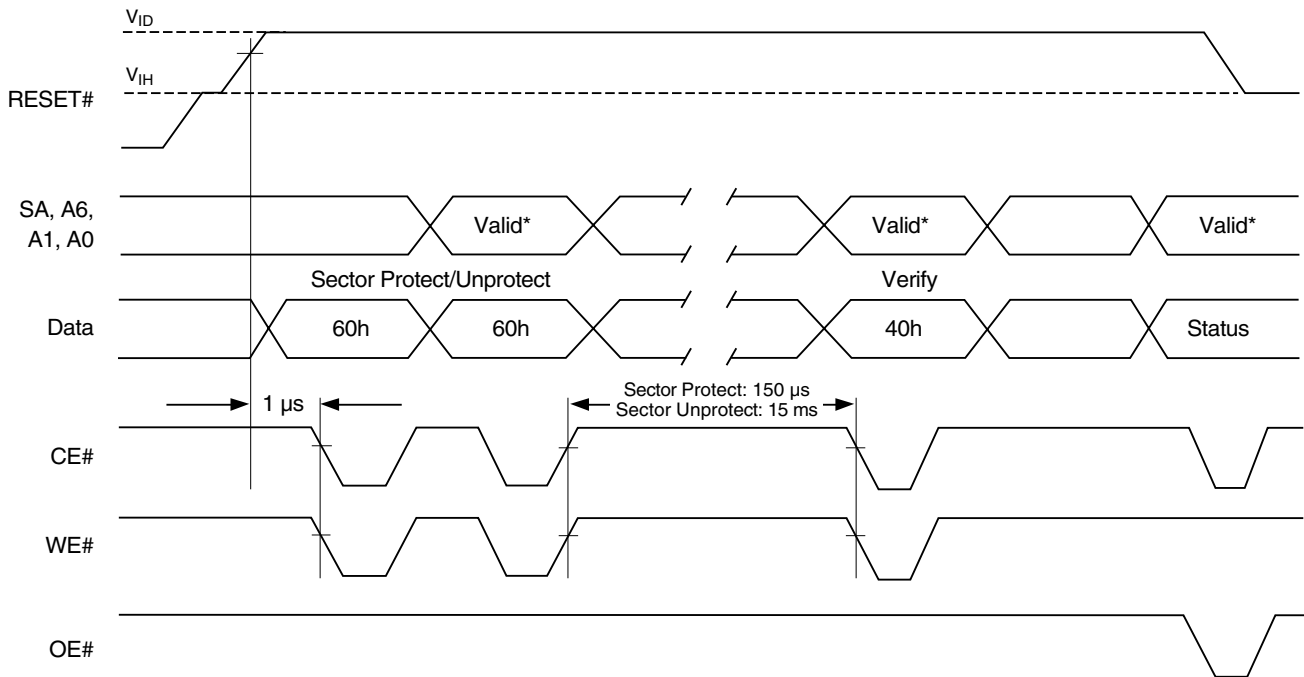 VID
VIH
RESET#
SA, A6,
A1, A0
Valid*
Valid*
Valid*
Sector Protect/Unprotect
Verify
Data
60h
60h
40h
Status
1 µs
Sector Protect: 150 µs
Sector Unprotect: 15 ms
CE#
WE#
OE#